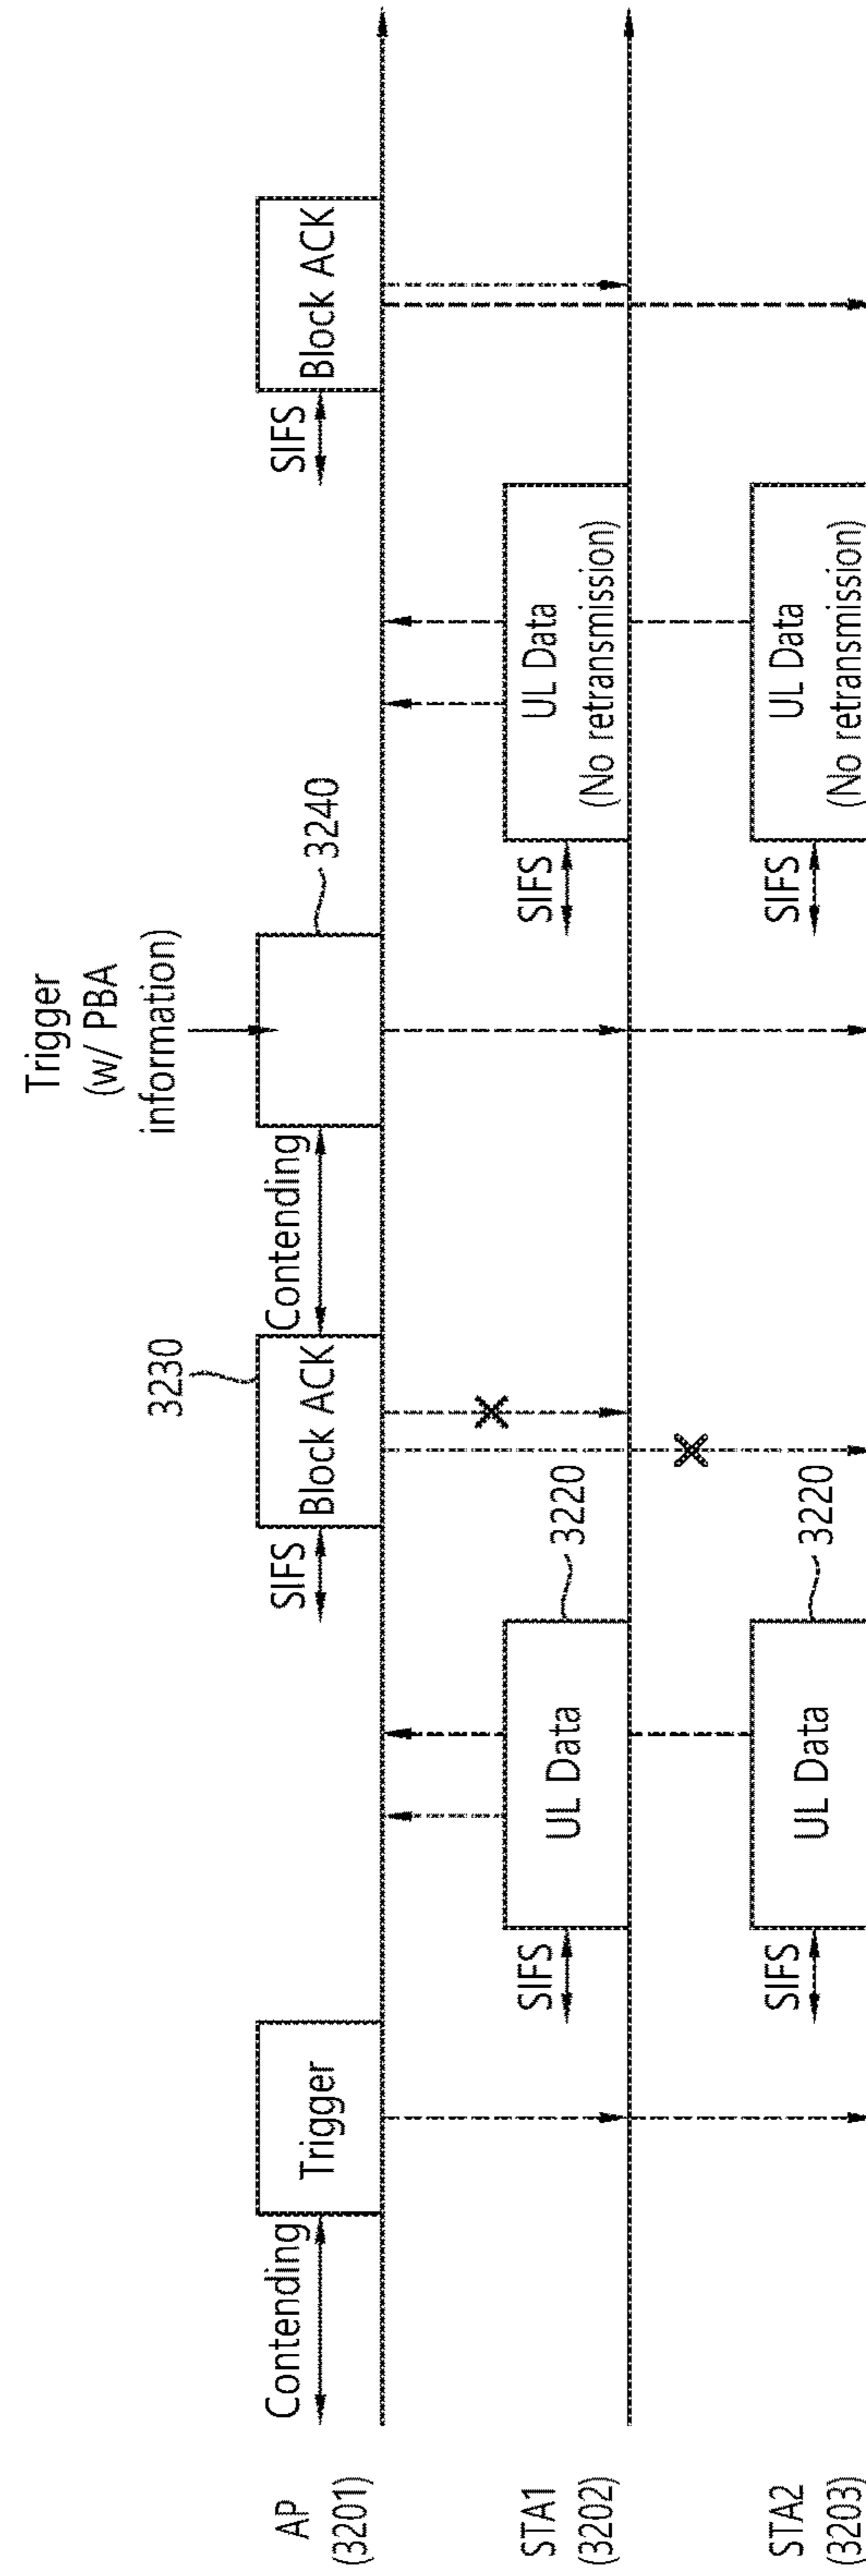 Trigger
(w/ PBA
information)
3230
3240
Contending
Trigger
SIFS
Block ACK
Contending
SIFS
Block ACK
AP
(3201)
SIFS
UL Data
3220
SIFS
UL Data
(No retransmission)
STA1
(3202)
SIFS
UL Data
3220
SIFS
UL Data
(No retransmission)
STA2
(3203)